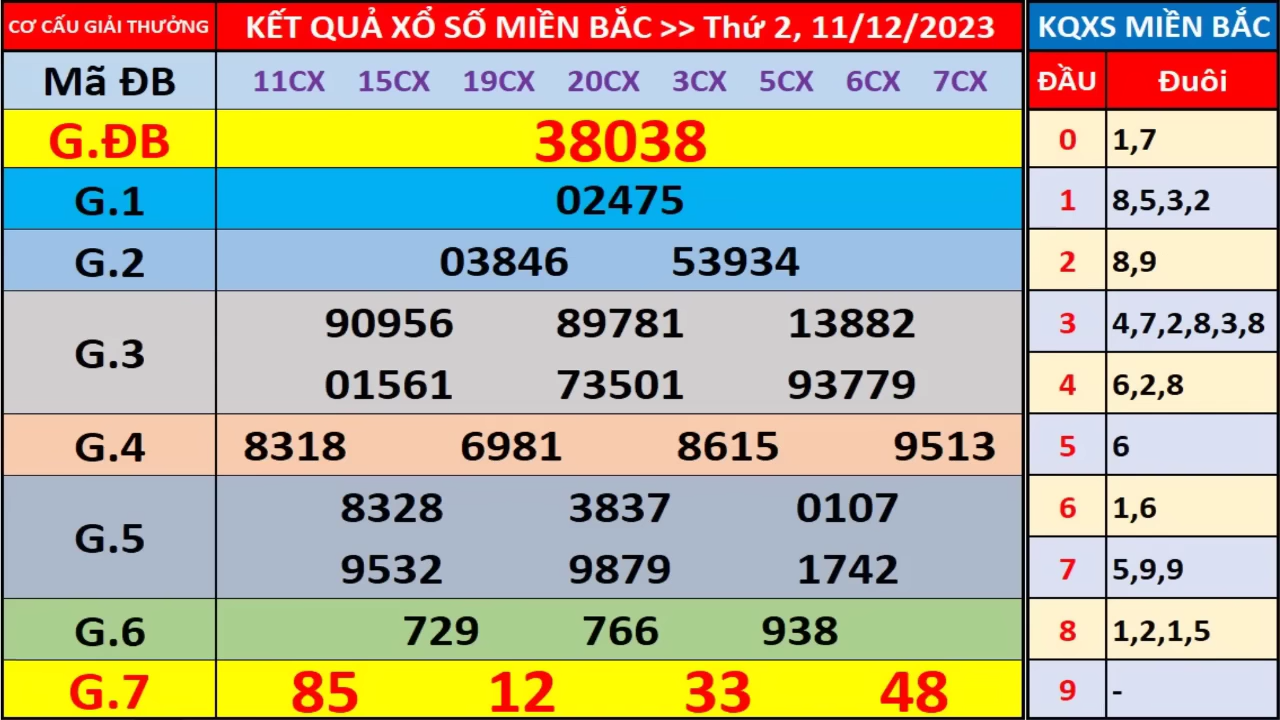 CƠ CẤU GIẢI THƯỞNG KẾT QUẢ XỔ SỐ MIỀN BẮC >> Thứ 2, 11/12/2023 KQXS MIỀN BẮC
Mã ĐB 11CX 15CX 19CX 20CX 3CX 5CX 6CX 7CX ĐẦU Đuôi
G.ĐB 38038 0 1,7
G.1 02475 1 8,5,3,2
G.2 03846 53934 2 8,9
G.3 90956 89781 13882 3 4,7,2,8,3,8
01561 73501 93779 4 6,2,8
G.4 8318 6981 8615 9513 5 6
G.5 8328 3837 0107 6 1,6
9532 9879 1742 7 5,9,9
G.6 729 766 938 8 1,2,1,5
G.7 85 12 33 48 9 -